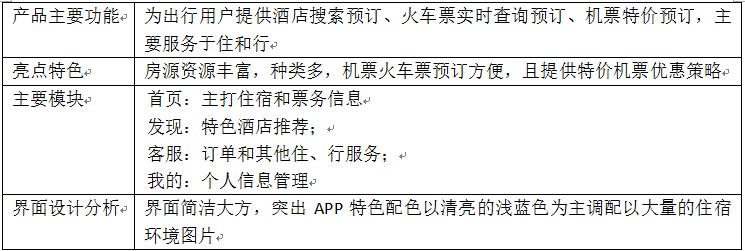 产品主要功能 为出行用户提供酒店搜索预订、火车票实时查询预订、机票特价预订，主
要服务于住和行
亮点特色 房源资源丰富，种类多，机票火车票预订方便，且提供特价机票优惠策略
主要模块 首页：主打住宿和票务信息
发现：特色酒店推荐；
客服：订单和其他住、行服务；
我的：个人信息管理
界面设计分析 界面简洁大方，突出 APP 特色配色以清亮的浅蓝色为主调配以大量的住宿
环境图片